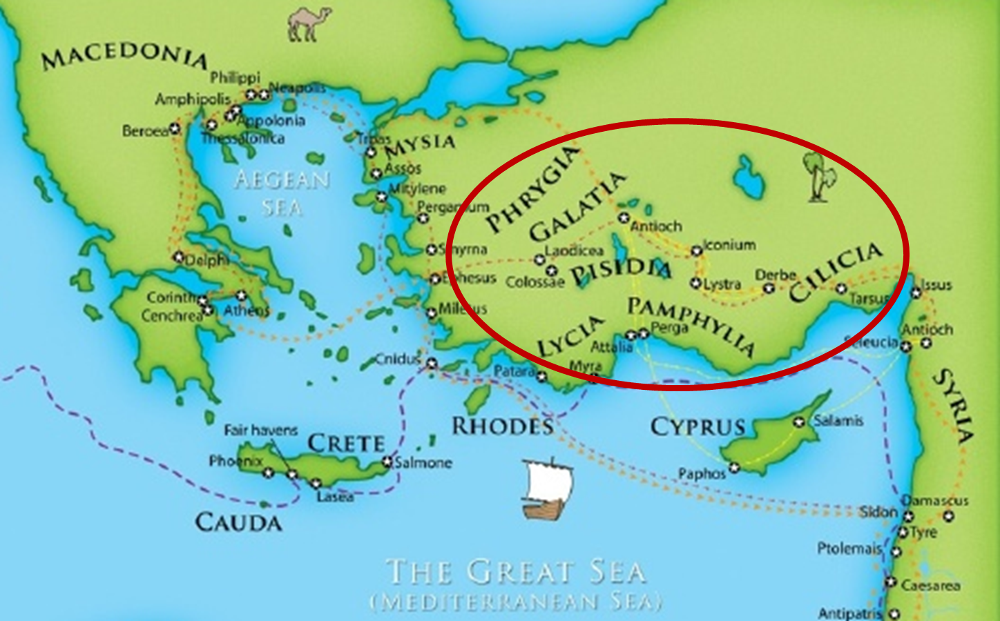 MACEDONIA
Philippi
Neapolis
Amphipolis
Appolonia
Beroea
Thessalonica
Troas
MYSIA
Assos
Mitylene
AEGEAN
SEA
Pergamum
PHRYGIA
GALATIA
Antioch
Smyrna
Laodicea
Iconium
Delphi
Ephesus
Colossae
PISIDIA
Lystra
Derbe
CILICIA
Tarsus
Issus
Corinth
Cenchrea
Athens
Miletus
PAMPHYLIA
LYCIA
Attalia
Perga
Antioch
Seleucia
Cnidus
Patara
Myra
SYRIA
RHODES
CYPRUS
Salamis
Paphos
Fair havens
CRETE
Phoenix
Salmone
Lasea
CAUDA
Damascus
Sidon
Tyre
Ptolemais
THE GREAT SEA
(MEDITERRANEAN SEA)
Caesarea
Antipatris